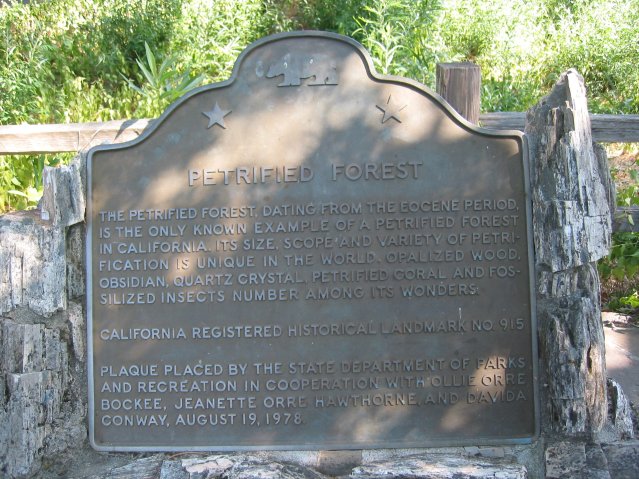 PETRIFIED FOREST
THE PETRIFIED FOREST, DATING FROM THE EOCENE PERIOD,
IS THE ONLY KNOWN EXAMPLE OF A PETRIFIED FOREST
IN CALIFORNIA. ITS SIZE, SCOPE AND VARIETY OF PETRI-
FICATION IS UNIQUE IN THE WORLD. OPALIZED WOOD,
OBSIDIAN, QUARTZ CRYSTAL, PETRIFIED CORAL AND FOS-
SILIZED INSECTS NUMBER AMONG ITS WONDERS.
CALIFORNIA REGISTERED HISTORICAL LANDMARK NO. 915
PLAQUE PLACED BY THE STATE DEPARTMENT OF PARKS
AND RECREATION IN COOPERATION WITH OLLIE ORRE
BOCKEE, JEANETTE ORRE HAWTHORNE, AND DAVIDA
CONWAY, AUGUST 19, 1978.